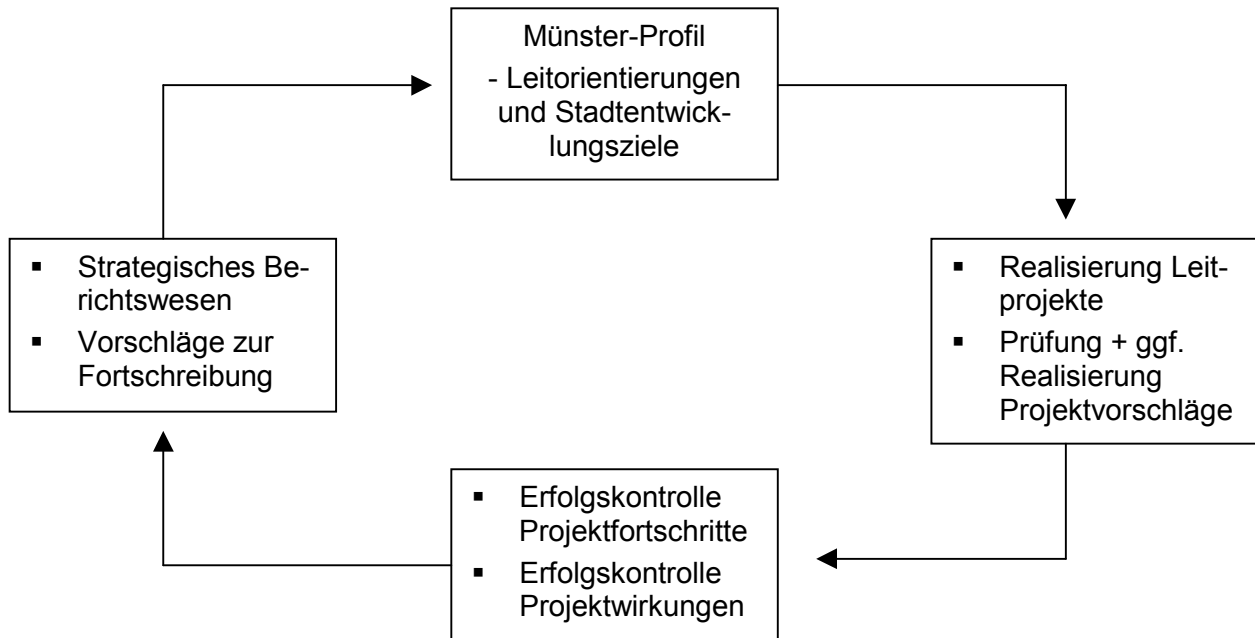 Münster-Profil
- Leitorientierungen
und Stadtentwick-
lungsziele
▪ Strategisches Be-
richtswesen
▪ Vorschläge zur
Fortschreibung
▪ Realisierung Leit-
projekte
▪ Prüfung + ggf.
Realisierung
Projektvorschläge
▪ Erfolgskontrolle
Projektfortschritte
▪ Erfolgskontrolle
Projektwirkungen